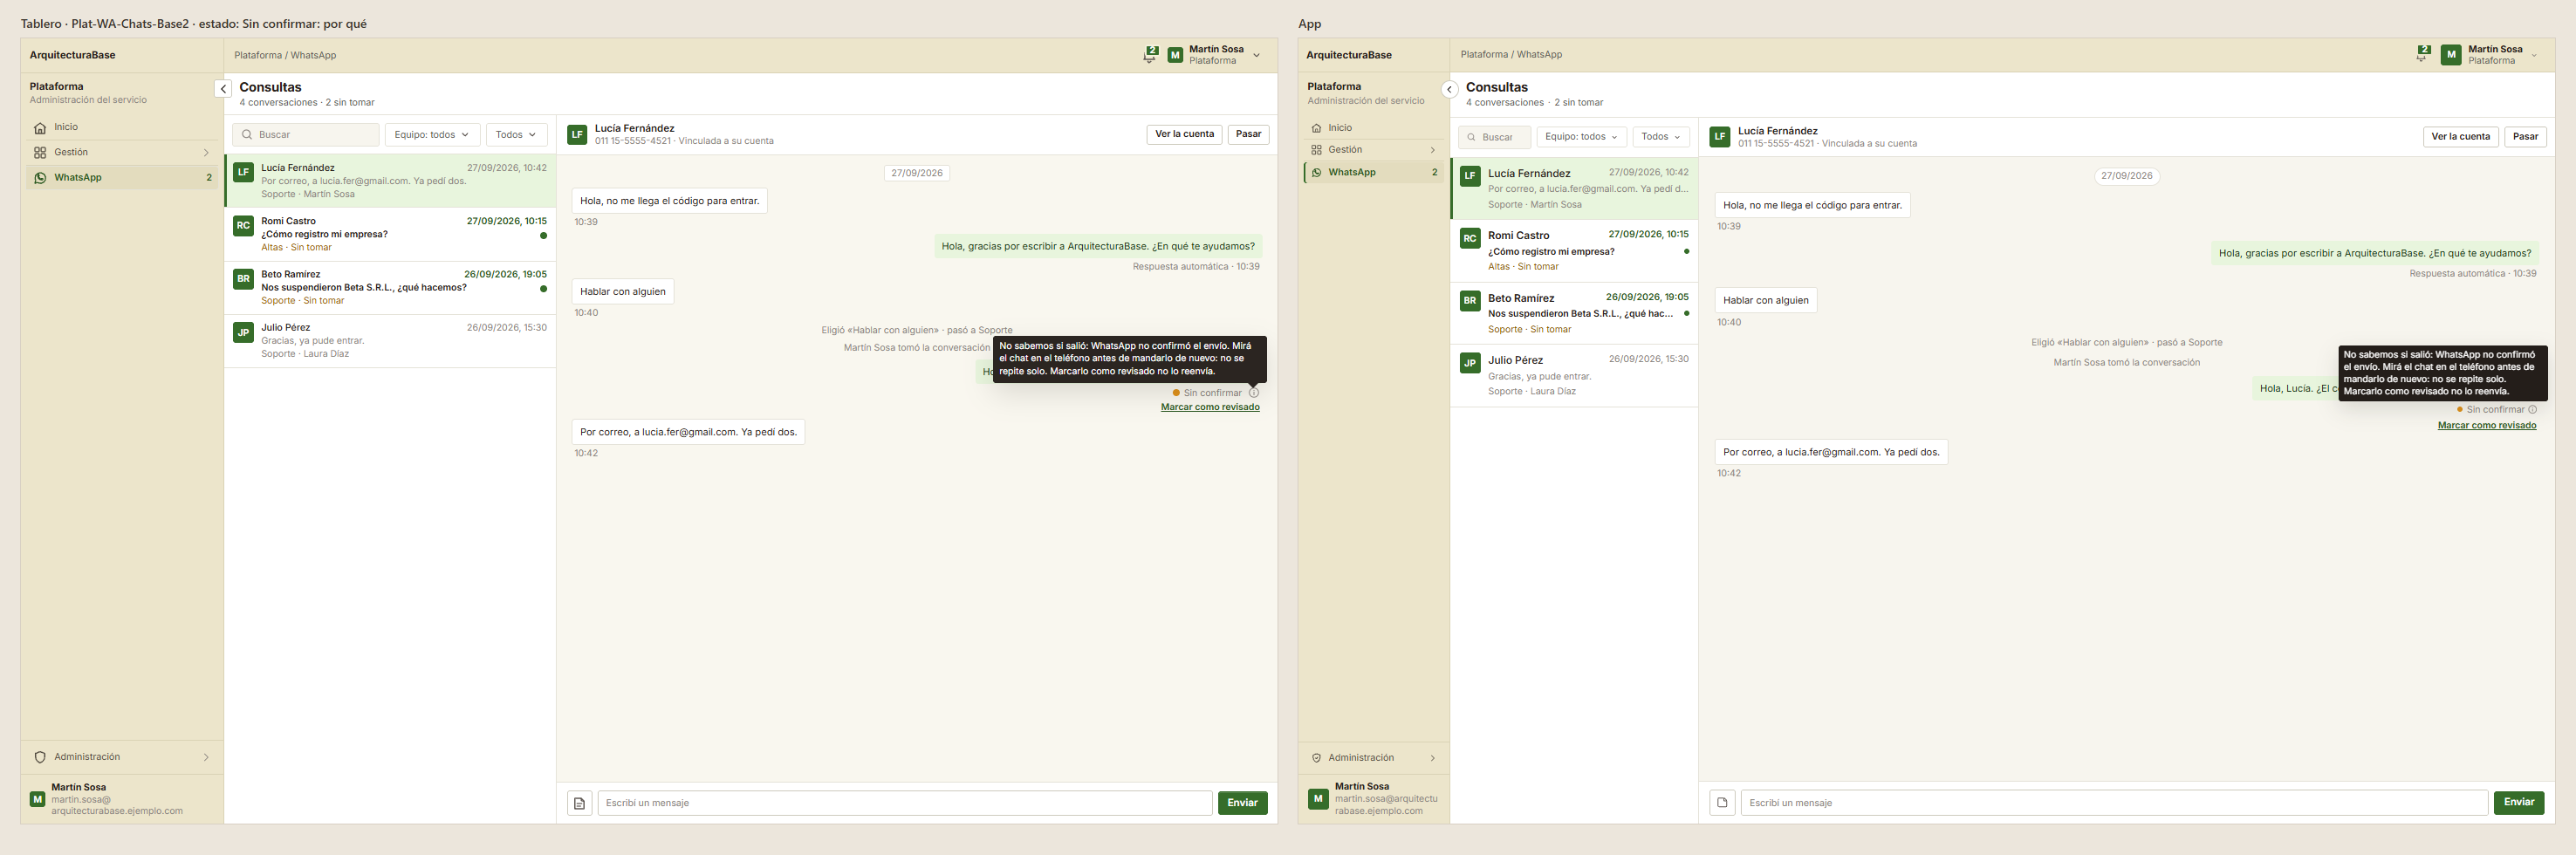 Tablero · Plat-WA-Chats-Base2 · estado: Sin confirmar: por qué
ArquitecturaBase
Plataforma / WhatsApp
2
M
Martín Sosa
Plataforma
Plataforma
Administración del servicio
Inicio
Gestión
WhatsApp 2
Administración
M
Martín Sosa
martin.sosa@
arquitecturabase.ejemplo.com
Consultas
4 conversaciones · 2 sin tomar
Buscar
Equipo: todos
Todos
LF
Lucía Fernández 27/09/2026, 10:42
Por correo, a lucia.fer@gmail.com. Ya pedí dos.
Soporte · Martín Sosa
RC
Romi Castro 27/09/2026, 10:15
¿Cómo registro mi empresa?
Altas · Sin tomar
BR
Beto Ramírez 26/09/2026, 19:05
Nos suspendieron Beta S.R.L., ¿qué hacemos?
Soporte · Sin tomar
JP
Julio Pérez 26/09/2026, 15:30
Gracias, ya pude entrar.
Soporte · Laura Díaz
LF
Lucía Fernández
011 15-5555-4521 · Vinculada a su cuenta
Ver la cuenta
Pasar
27/09/2026
Hola, no me llega el código para entrar.
10:39
Hola, gracias por escribir a ArquitecturaBase. ¿En qué te ayudamos?
Respuesta automática · 10:39
Hablar con alguien
10:40
Eligió «Hablar con alguien» · pasó a Soporte
Martín Sosa tomó la conversación
No sabemos si salió: WhatsApp no confirmó el envío. Mirá
el chat en el teléfono antes de mandarlo de nuevo: no se
repite solo. Marcarlo como revisado no lo reenvía.
Sin confirmar
Marcar como revisado
Por correo, a lucia.fer@gmail.com. Ya pedí dos.
10:42
Escribí un mensaje
Enviar
App
ArquitecturaBase
Plataforma / WhatsApp
2
M
Martín Sosa
Plataforma
Plataforma
Administración del servicio
Inicio
Gestión
WhatsApp 2
Administración
M
Martín Sosa
martin.sosa@arquitectu
rabase.ejemplo.com
Consultas
4 conversaciones · 2 sin tomar
Buscar
Equipo: todos
Todos
LF
Lucía Fernández 27/09/2026, 10:42
Por correo, a lucia.fer@gmail.com. Ya pedí d...
Soporte · Martín Sosa
RC
Romi Castro 27/09/2026, 10:15
¿Cómo registro mi empresa?
Altas · Sin tomar
BR
Beto Ramírez 26/09/2026, 19:05
Nos suspendieron Beta S.R.L., ¿qué hac...
Soporte · Sin tomar
JP
Julio Pérez 26/09/2026, 15:30
Gracias, ya pude entrar.
Soporte · Laura Díaz
LF
Lucía Fernández
011 15-5555-4521 · Vinculada a su cuenta
Ver la cuenta
Pasar
27/09/2026
Hola, no me llega el código para entrar.
10:39
Hola, gracias por escribir a ArquitecturaBase. ¿En qué te ayudamos?
Respuesta automática · 10:39
Hablar con alguien
10:40
Eligió «Hablar con alguien» · pasó a Soporte
Martín Sosa tomó la conversación
Hola, Lucía. ¿El
No sabemos si salió: WhatsApp no confirmó
el envío. Mirá el chat en el teléfono antes de
mandarlo de nuevo: no se repite solo.
Marcarlo como revisado no lo reenvía.
Sin confirmar
Marcar como revisado
Por correo, a lucia.fer@gmail.com. Ya pedí dos.
10:42
Escribí un mensaje
Enviar